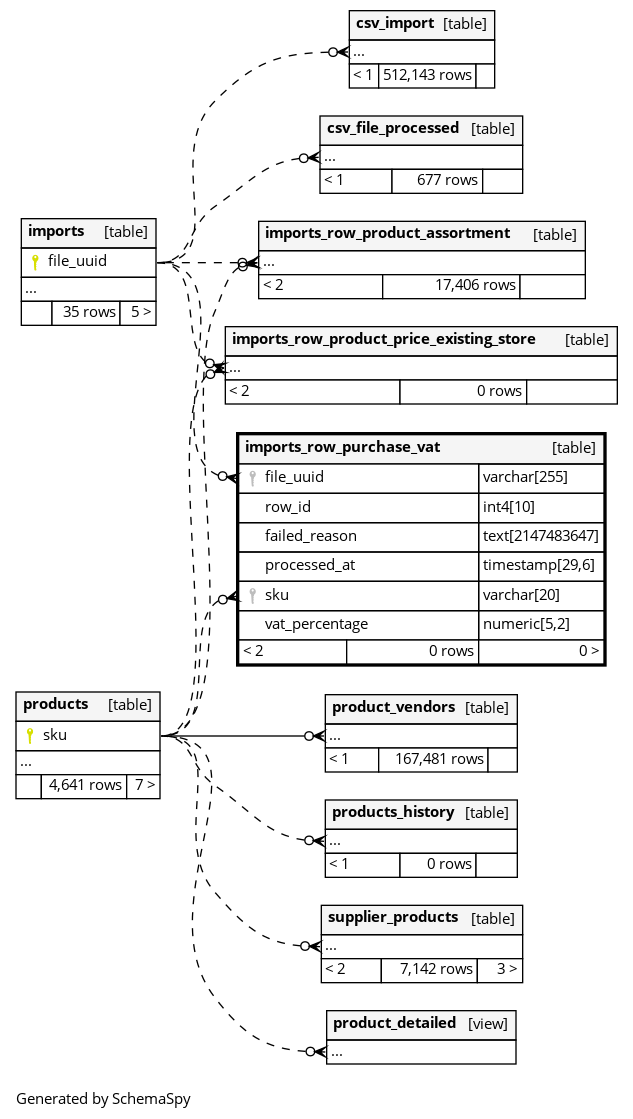 csv_import [table]
...
< 1 512,143 rows
csv_file_processed [table]
...
< 1 677 rows
imports [table]
file_uuid
...
35 rows 5 >
imports_row_product_assortment [table]
...
< 2 17,406 rows
imports_row_product_price_existing_store [table]
...
< 2 0 rows
imports_row_purchase_vat [table]
file_uuid varchar[255]
row_id int4[10]
failed_reason text[2147483647]
processed_at timestamp[29,6]
sku varchar[20]
vat_percentage numeric[5,2]
< 2 0 rows 0 >
products [table]
sku
...
4,641 rows 7 >
product_vendors [table]
...
< 1 167,481 rows
products_history [table]
...
< 1 0 rows
supplier_products [table]
...
< 2 7,142 rows 3 >
product_detailed [view]
...
Generated by SchemaSpy